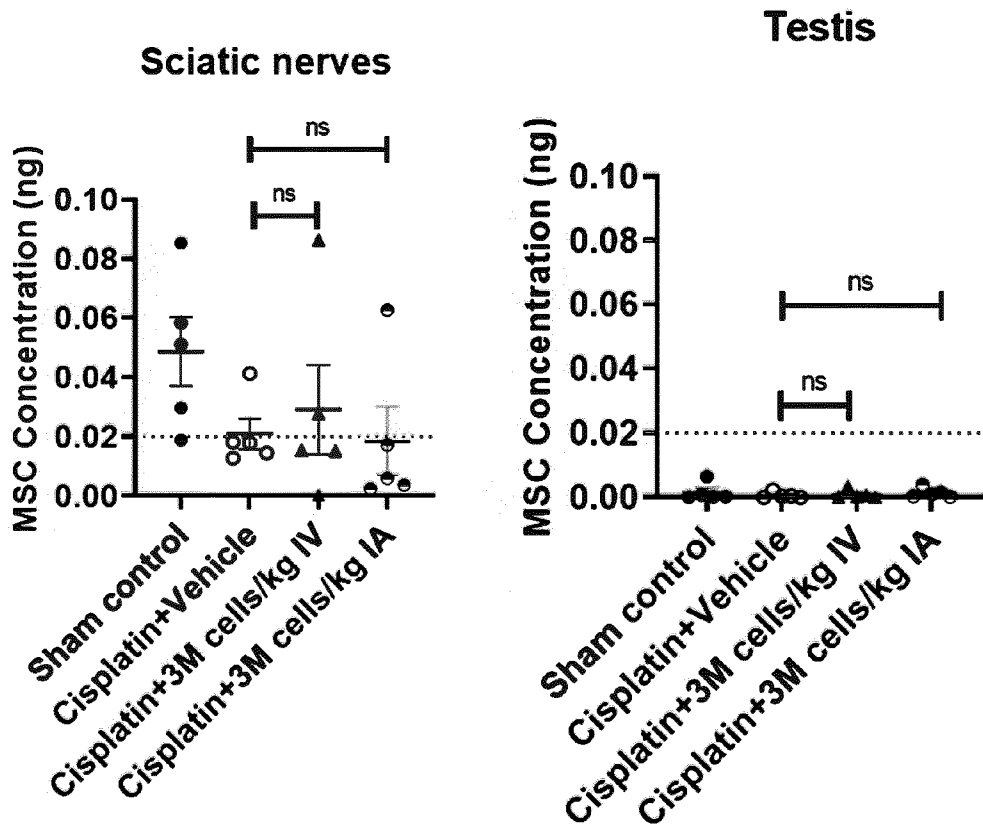 Sciatic nerves
MSC Concentration (ng)
0.10
0.08
0.06
0.04
0.02
0.00
ns
ns
Sham control
Cisplatin+Vehicle
Cisplatin+3M cells/kg IV
Cisplatin+3M cells/kg IA
Testis
MSC Concentration (ng)
0.10
0.08
0.06
0.04
0.02
0.00
ns
ns
Sham control
Cisplatin+Vehicle
Cisplatin+3M cells/kg IV
Cisplatin+3M cells/kg IA